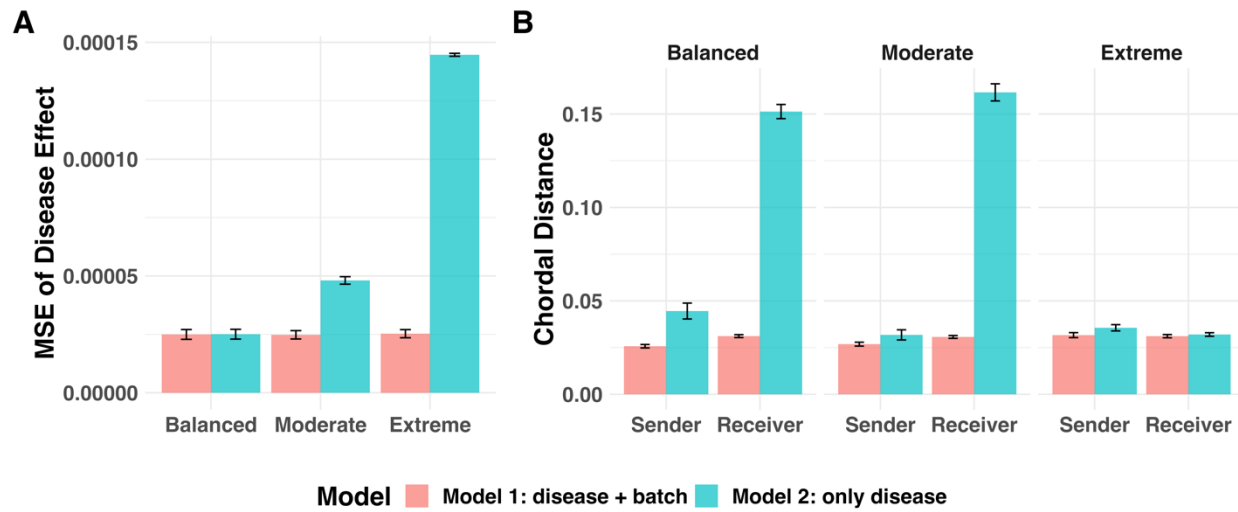 A
MSE of Disease Effect
0.00015
0.00010
0.00005
0.00000
Balanced Moderate Extreme
B
Chordal Distance
Balanced Moderate Extreme
0.15
0.10
0.05
0.00
Sender Receiver Sender Receiver Sender Receiver
Model Model 1: disease + batch Model 2: only disease